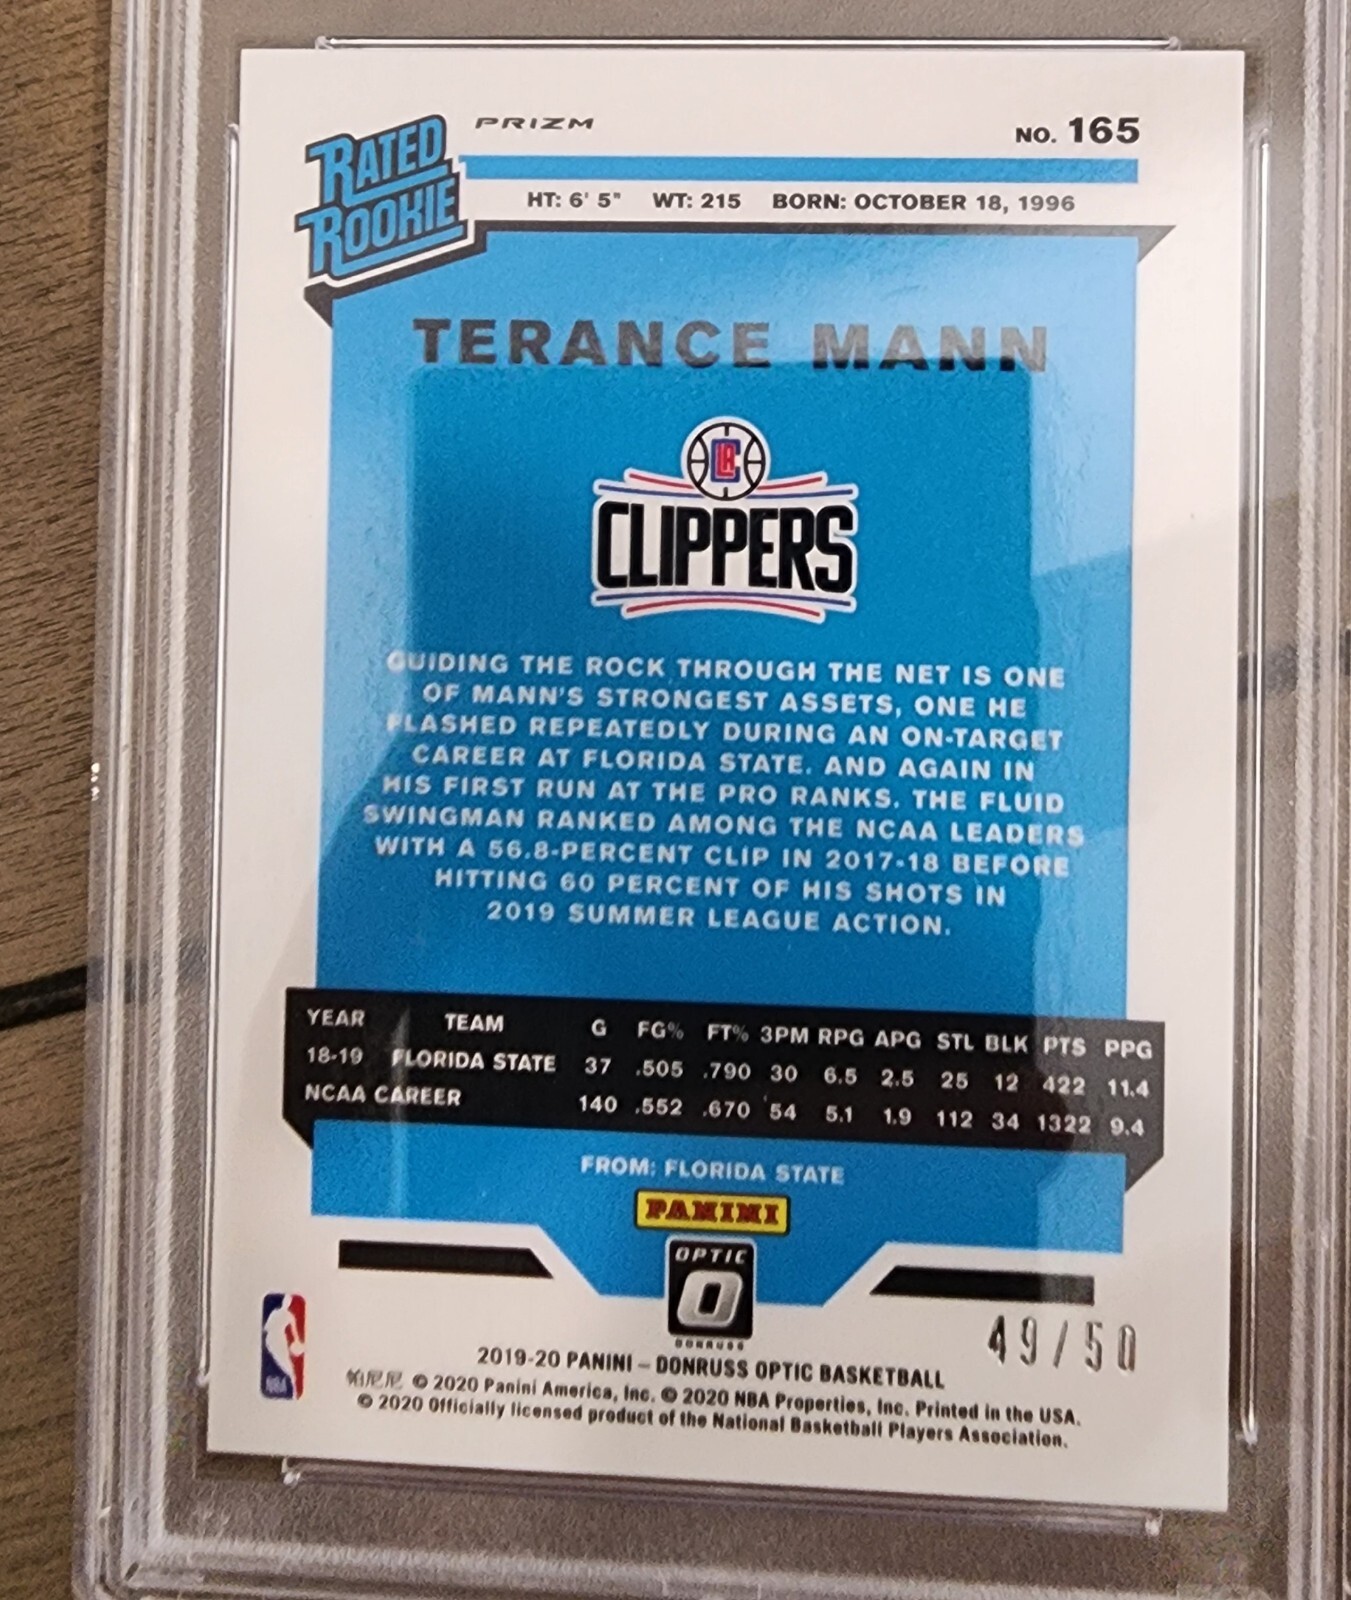 PRIZM
NO. 165
RATED
ROOKIE
HT: 6' 5" WT: 215 BORN: OCTOBER 18, 1996
TERANCE MANN
LAC
CLIPPERS
GUIDING THE ROCK THROUGH THE NET IS ONE
OF MANN'S STRONGEST ASSETS, ONE HE
FLASHED REPEATEDLY DURING AN ON-TARGET
CAREER AT FLORIDA STATE. AND AGAIN IN
HIS FIRST RUN AT THE PRO RANKS. THE FLUID
SWINGMAN RANKED AMONG THE NCAA LEADERS
WITH A 56.8-PERCENT CLIP IN 2017-18 BEFORE
HITTING 60 PERCENT OF HIS SHOTS IN
2019 SUMMER LEAGUE ACTION.
YEAR TEAM G FG% FT% 3PM RPG APG STL BLK PTS PPG
18-19 FLORIDA STATE 37 .505 .790 30 6.5 2.5 25 12 422 11.4
NCAA CAREER 140 .552 .670 54 5.1 1.9 112 34 1322 9.4
FROM: FLORIDA STATE
PANINI
OPTIC
O
DONRUSS
49/50
NBA
2019-20 PANINI – DONRUSS OPTIC BASKETBALL
帕尼尼 © 2020 Panini America, Inc. © 2020 NBA Properties, Inc. Printed in the USA.
© 2020 Officially licensed product of the National Basketball Players Association.